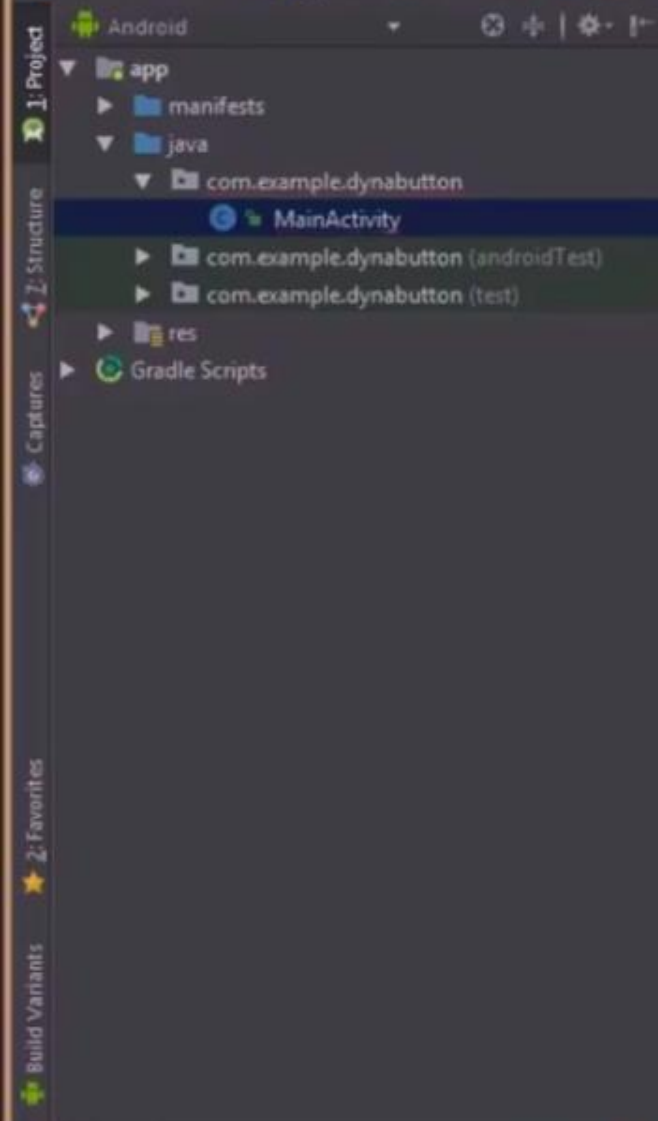 Android
app
manifests
java
com.example.dynabutton
MainActivity
com.example.dynabutton (androidTest)
com.example.dynabutton (test)
res
Gradle Scripts
1: Project
7: Structure
Captures
2: Favorites
Build Variants